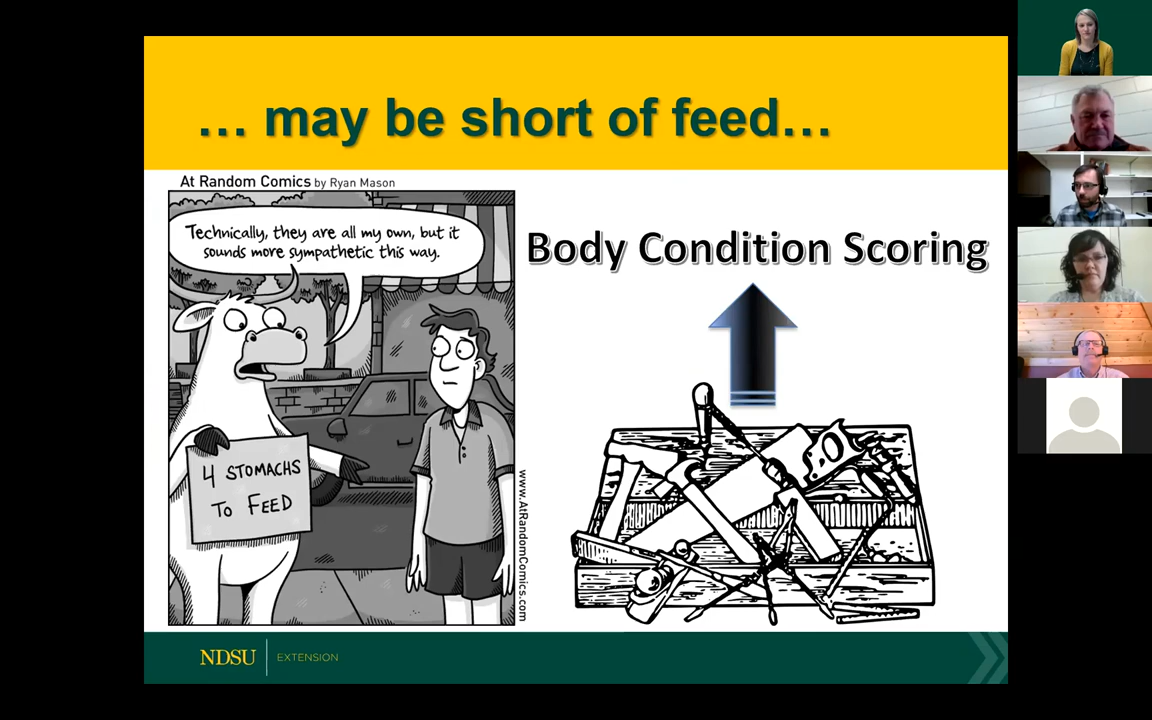 … may be short of feed…
At Random Comics by Ryan Mason
Technically, they are all my own, but it
sounds more sympathetic this way.
4 STOMACHS
TO FEED
www.AtRandomComics.com
Body Condition Scoring
NDSU EXTENSION